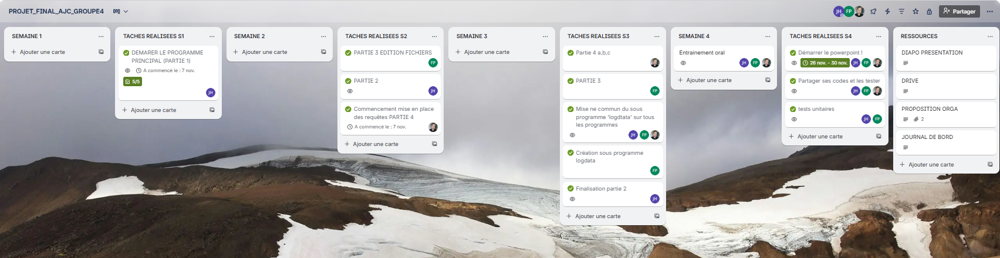 PROJET_FINAL_AJC_GROUPE4
JH
FP
Partager
SEMAINE 1
Ajouter une carte
TACHES REALISEES S1
DEMARER LE PROGRAMME
PRINCIPAL (PARTIE 1)
A commencé le : 7 nov.
5/5
JH
Ajouter une carte
SEMAINE 2
Ajouter une carte
TACHES REALISEES S2
PARTIE 3 EDITION FICHIERS
FP
PARTIE 2
JH
Commencement mise en place
des requêtes PARTIE 4
A commencé le : 7 nov.
Ajouter une carte
SEMAINE 3
Ajouter une carte
TACHES REALISEES S3
Partie 4 a,b,c
PARTIE 3
FP
Mise ne commun du sous
programme 'logdtata' sur tous
les programmes
JH FP
Création sous programme
logdata
FP
Finalisation partie 2
JH
Ajouter une carte
SEMAINE 4
Entrainement oral
JH FP
Ajouter une carte
TACHES REALISEES S4
Démarrer le powerpoint !
26 nov. - 30 nov.
JH FP
Partager ses codes et les tester
JH FP
tests unitaires
JH FP
Ajouter une carte
RESSOURCES
DIAPO PRESENTATION
DRIVE
PROPOSITION ORGA
2
JOURNAL DE BORD
Ajouter une carte